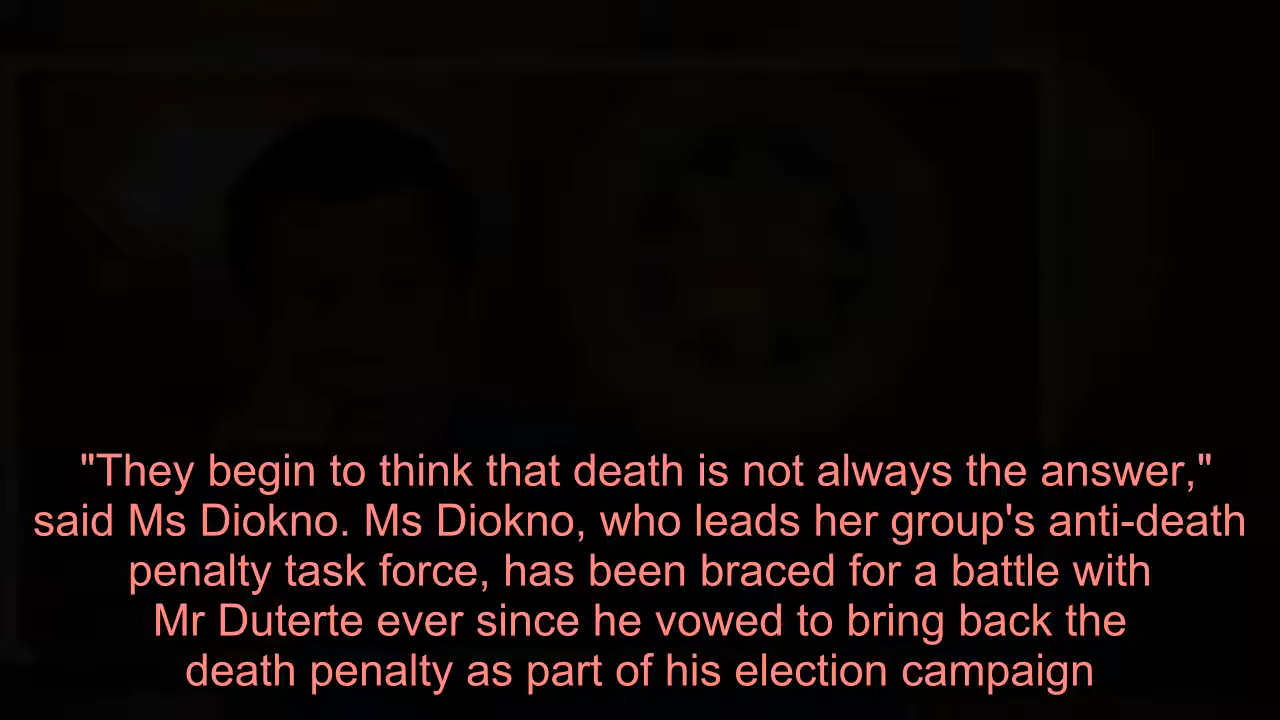 "They begin to think that death is not always the answer,"
said Ms Diokno. Ms Diokno, who leads her group's anti-death
penalty task force, has been braced for a battle with
Mr Duterte ever since he vowed to bring back the
death penalty as part of his election campaign